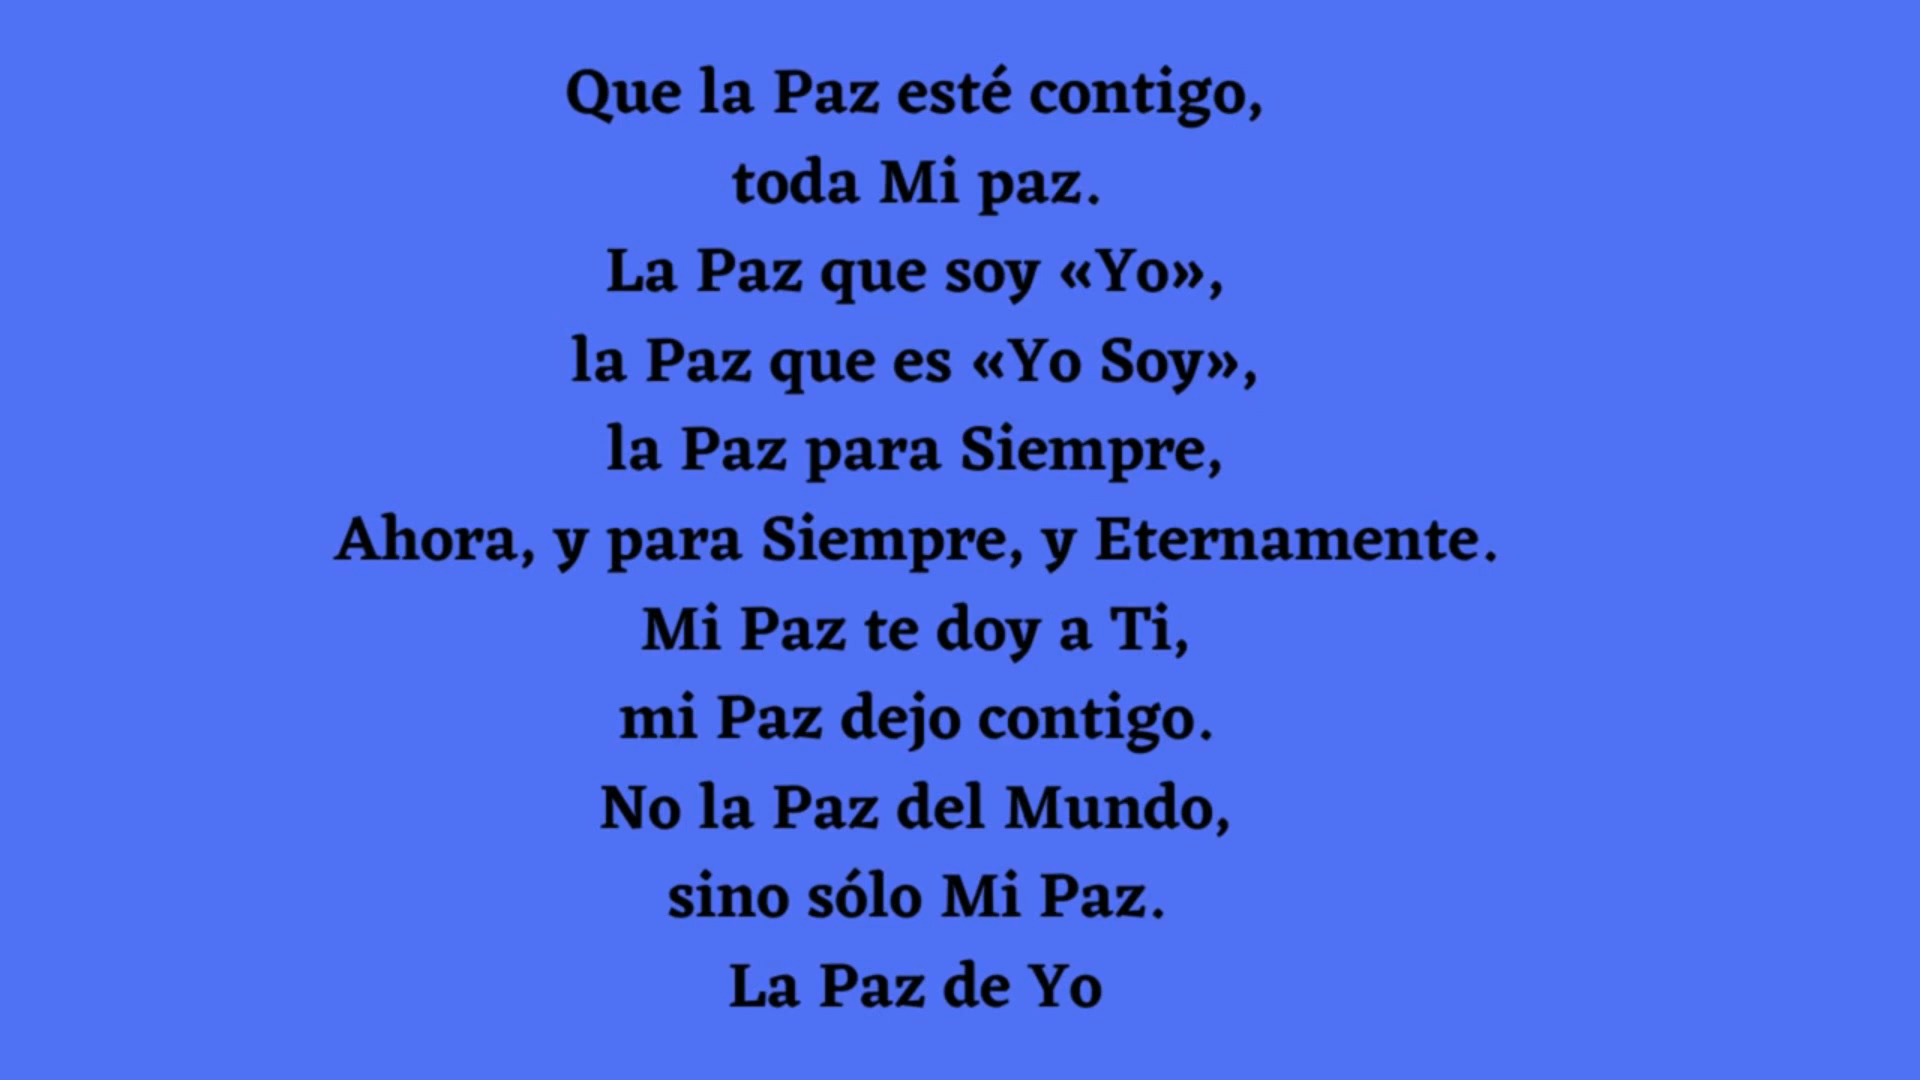 Que la Paz esté contigo,
toda Mi paz.
La Paz que soy «Yo»,
la Paz que es «Yo Soy»,
la Paz para Siempre,
Ahora, y para Siempre, y Eternamente.
Mi Paz te doy a Ti,
mi Paz dejo contigo.
No la Paz del Mundo,
sino sólo Mi Paz.
La Paz de Yo